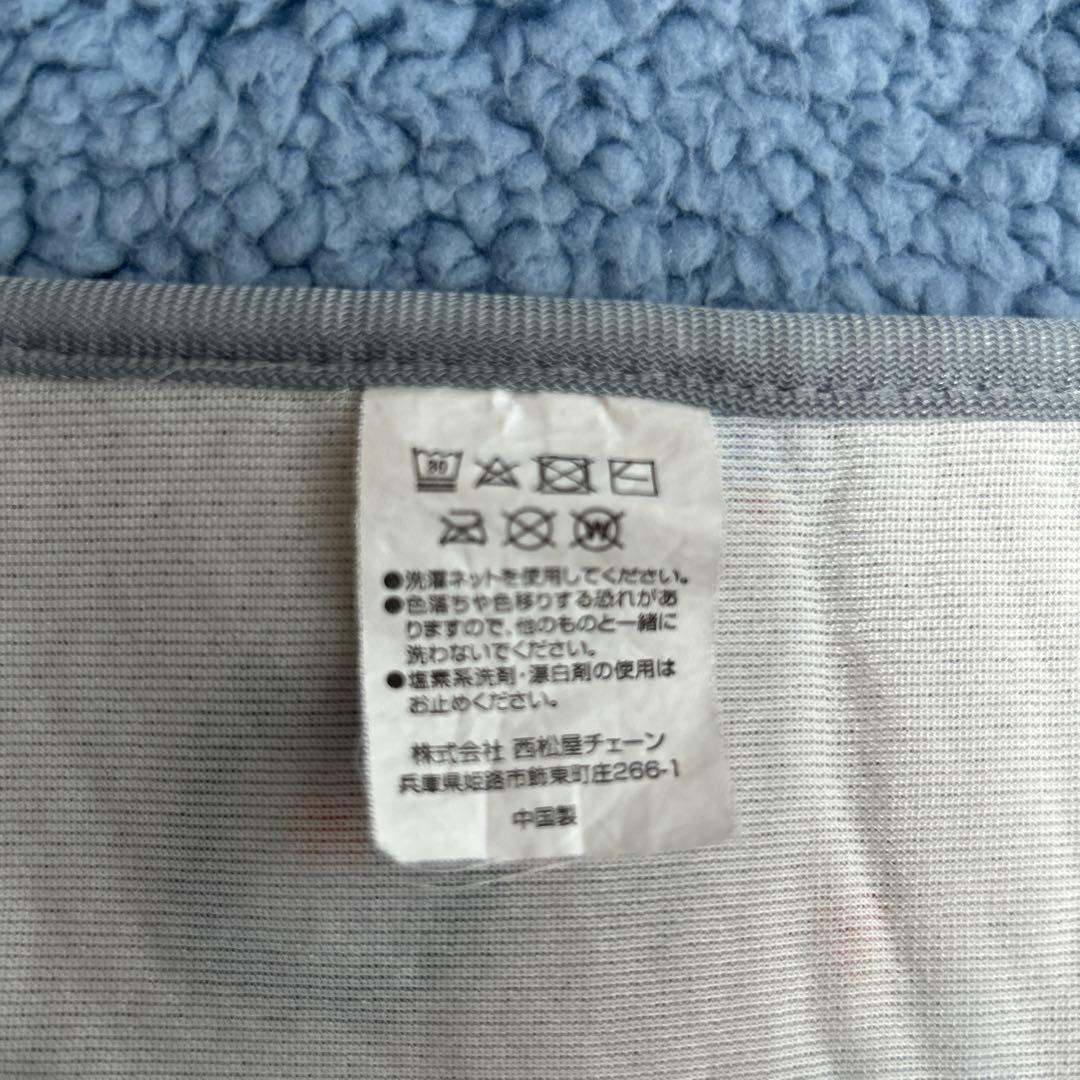 30
W
●洗濯ネットを使用してください。
●色落ちや色移りする恐れがあ
りますので、他のものと一緒に
洗わないでください。
●塩素系洗剤・漂白剤の使用は
お止めください。
株式会社 西松屋チェーン
兵庫県姫路市飾東町庄266-1
中国製